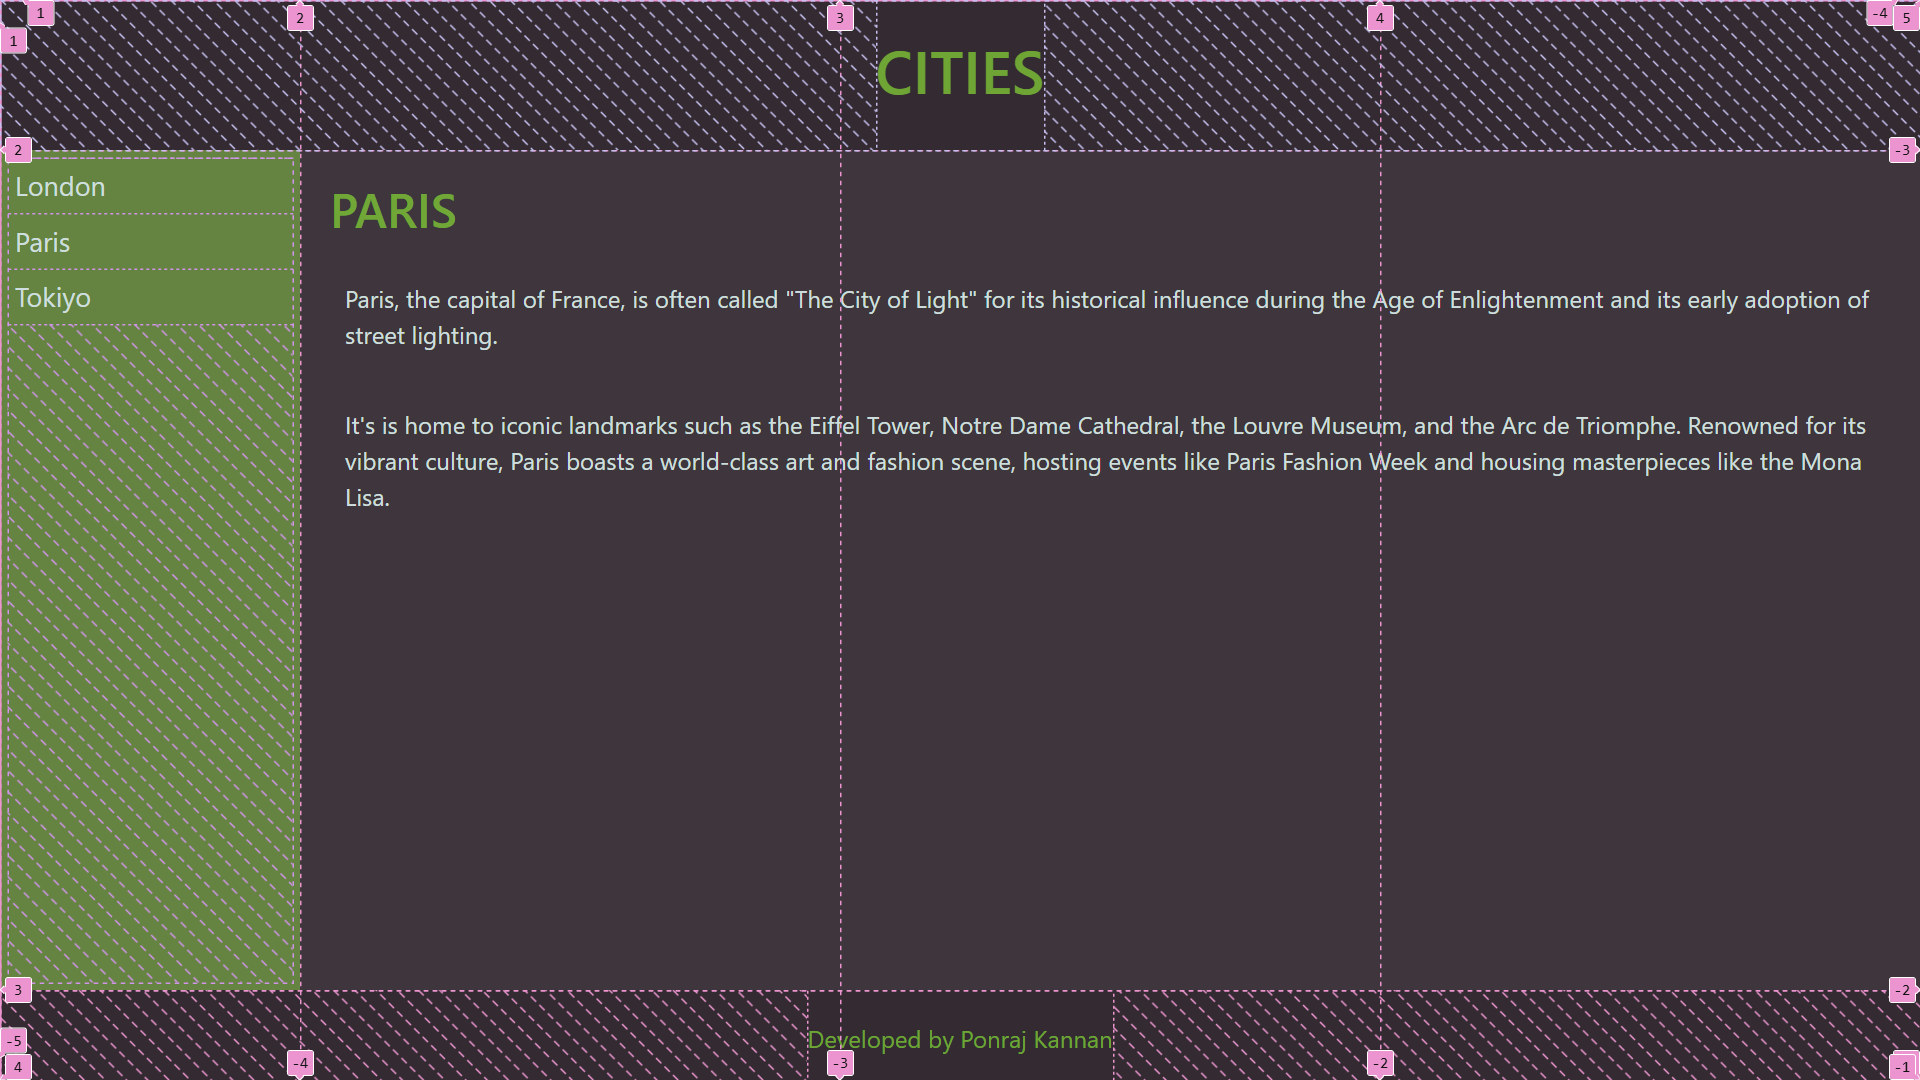 1 2 3 4 -4 5
1
CITIES
2 -3
London
Paris
Tokiyo
PARIS
Paris, the capital of France, is often called "The City of Light" for its historical influence during the Age of Enlightenment and its early adoption of
street lighting.
It's is home to iconic landmarks such as the Eiffel Tower, Notre Dame Cathedral, the Louvre Museum, and the Arc de Triomphe. Renowned for its
vibrant culture, Paris boasts a world-class art and fashion scene, hosting events like Paris Fashion Week and housing masterpieces like the Mona
Lisa.
3 -2
Developed by Ponraj Kannan
-5
4 -4 -3 -2 -1